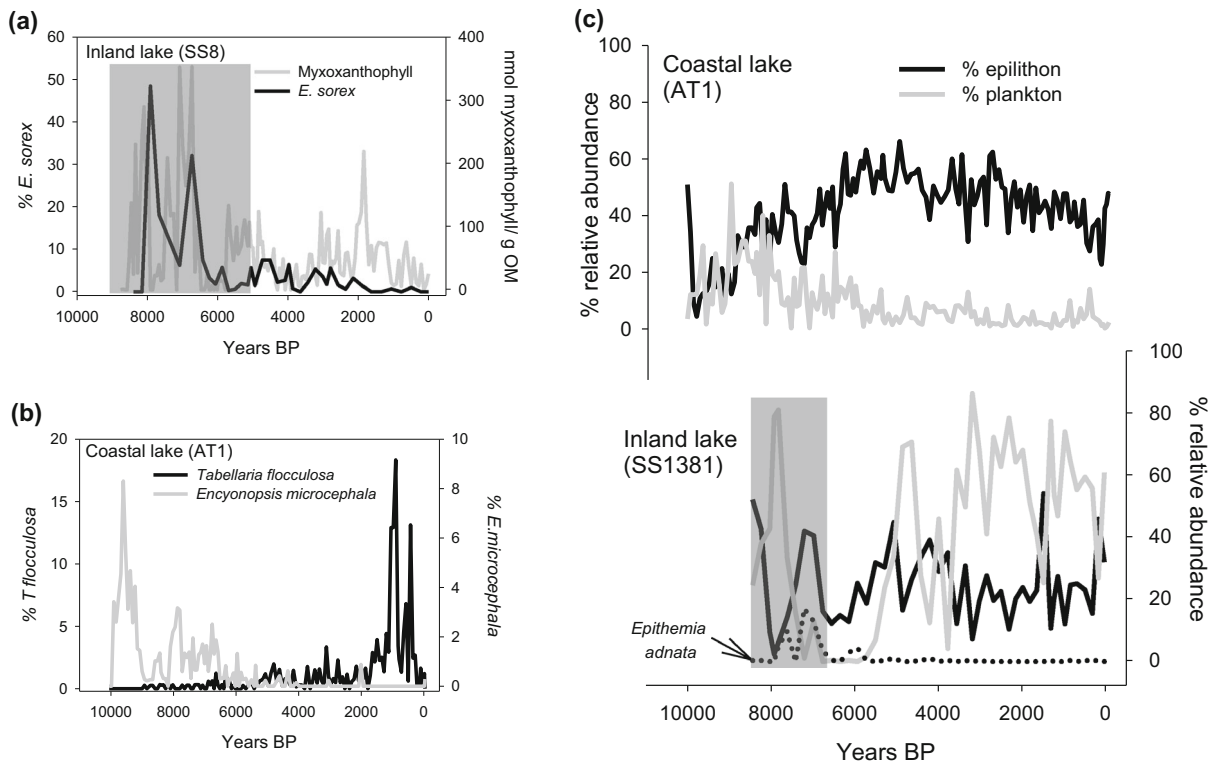 (a)
60
50
40
30
20
10
0
% E. sorex
Inland lake (SS8)
Myxoxanthophyll
E. sorex
400
300
200
100
0
nmol myxoxanthophyll/ g OM
10000 8000 6000 4000 2000 0
Years BP
(b)
20
15
10
5
0
% T flocculosa
Coastal lake (AT1)
Tabellaria flocculosa
Encyonopsis microcephala
10
8
6
4
2
0
% E.microcephala
10000 8000 6000 4000 2000 0
Years BP
(c)
100
80
60
40
20
0
% relative abundance
Coastal lake
(AT1)
% epilithon
% plankton
Inland lake
(SS1381)
Epithemia
adnata
100
80
60
40
20
0
% relative abundance
10000 8000 6000 4000 2000 0
Years BP